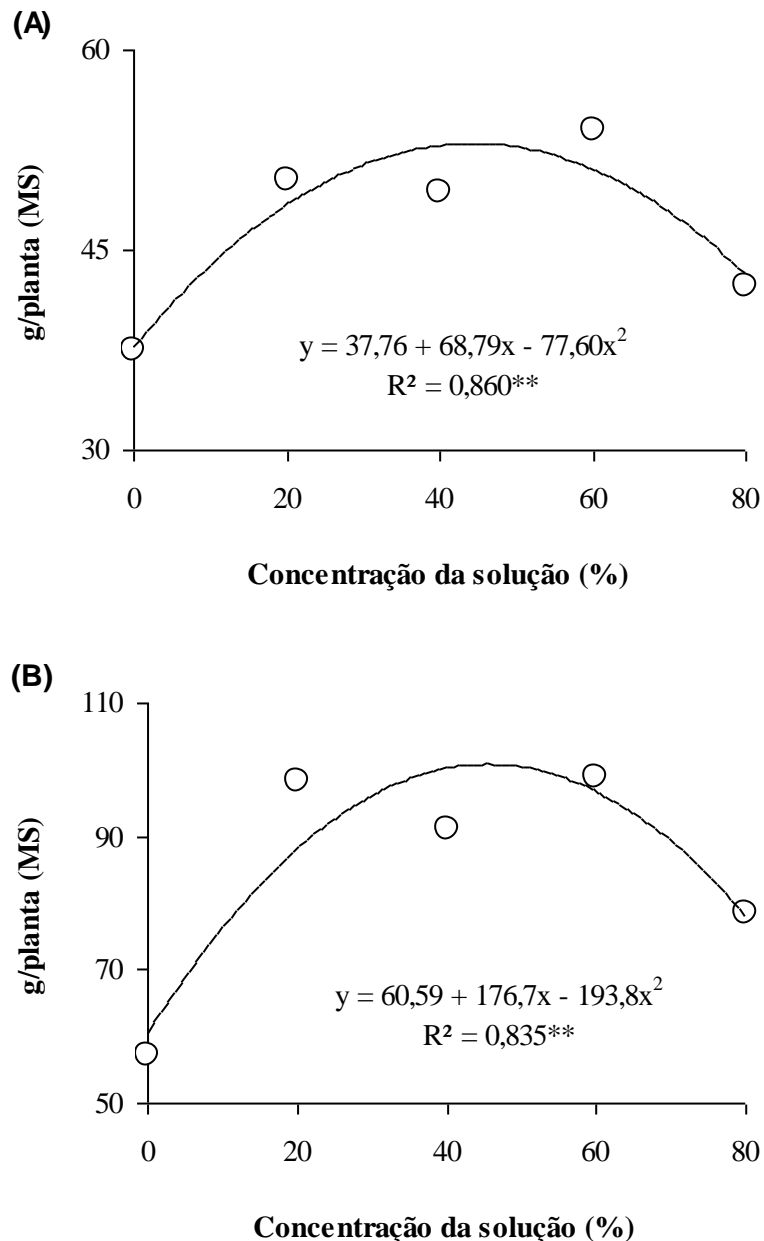 (A)
60
45
30
g/planta (MS)
y = 37,76 + 68,79x - 77,60x²
R² = 0,860**
0 20 40 60 80
Concentração da solução (%)
(B)
110
90
70
50
g/planta (MS)
y = 60,59 + 176,7x - 193,8x²
R² = 0,835**
0 20 40 60 80
Concentração da solução (%)